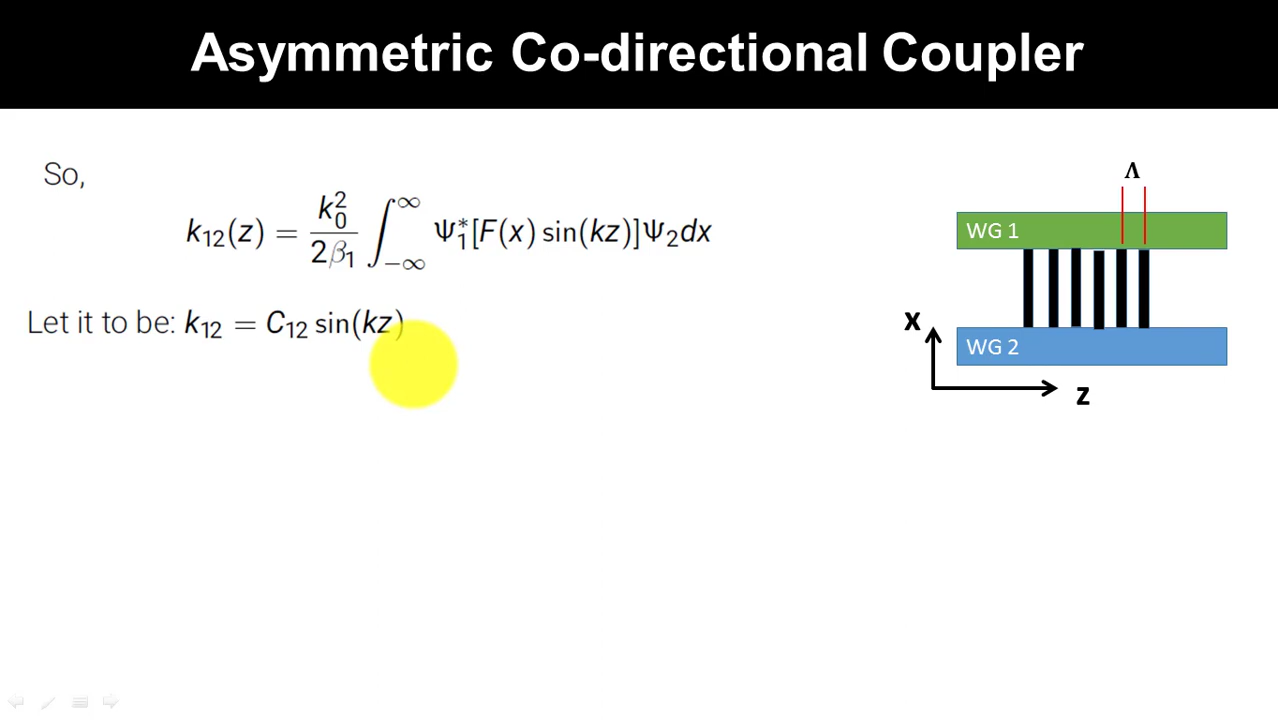 Asymmetric Co-directional Coupler
So,
k₁₂(z) = k₀²/2β₁ ∫_{-∞}^{∞} Ψ₁*[F(x) sin(kz)]Ψ₂dx
Let it to be: k₁₂ = C₁₂ sin(kz)
Λ
WG 1
WG 2
x
z